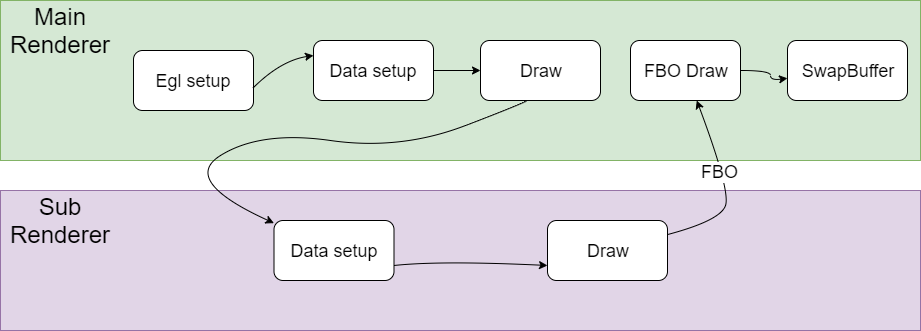 Main
Renderer
Egl setup
Data setup
Draw
FBO Draw
SwapBuffer
FBO
Sub
Renderer
Data setup
Draw